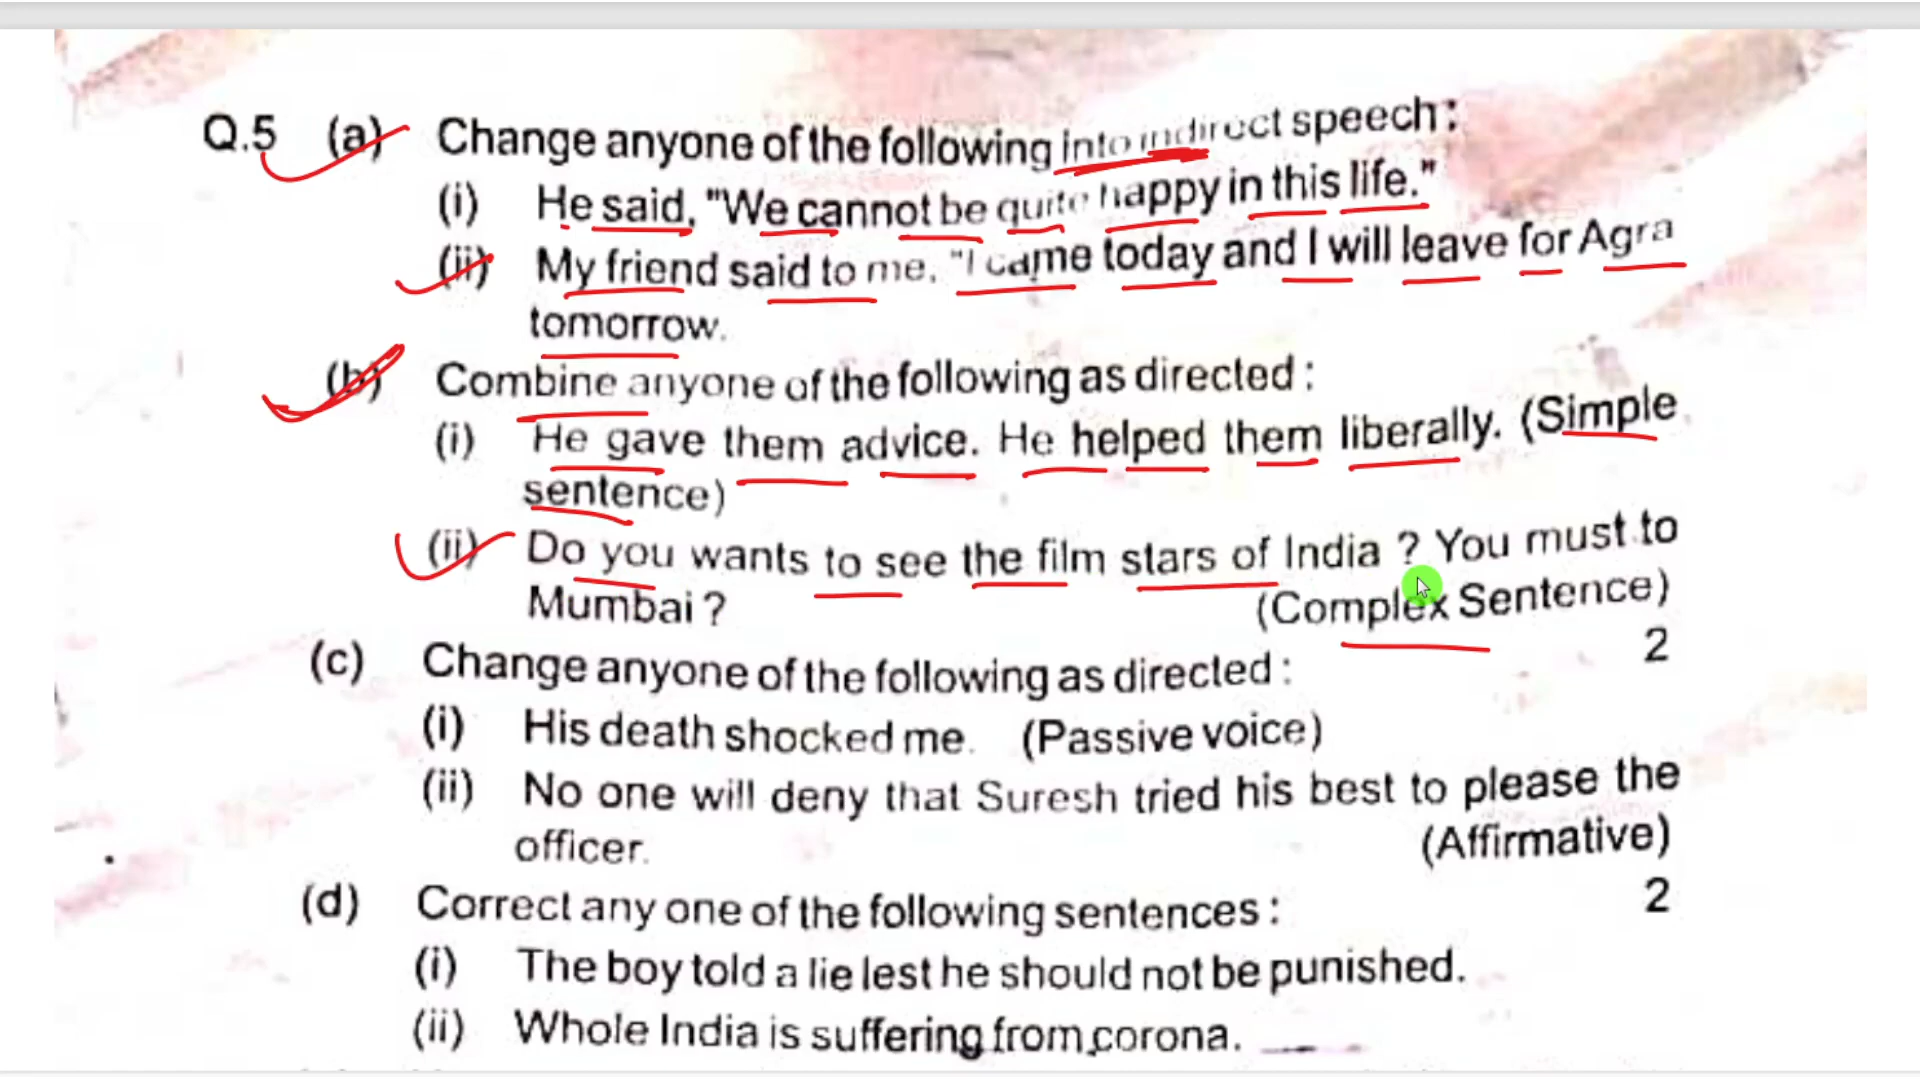 Q.5 (a) Change anyone of the following into indirect speech:
(i) He said, "We cannot be quite happy in this life."
(ii) My friend said to me, "I came today and I will leave for Agra
tomorrow.
(b) Combine anyone of the following as directed :
(i) He gave them advice. He helped them liberally. (Simple
sentence)
(ii) Do you wants to see the film stars of India ? You must to
Mumbai ? (Complex Sentence)
2
(c) Change anyone of the following as directed :
(i) His death shocked me. (Passive voice)
(ii) No one will deny that Suresh tried his best to please the
officer. (Affirmative)
2
(d) Correct any one of the following sentences :
(i) The boy told a lie lest he should not be punished.
(ii) Whole India is suffering from corona.